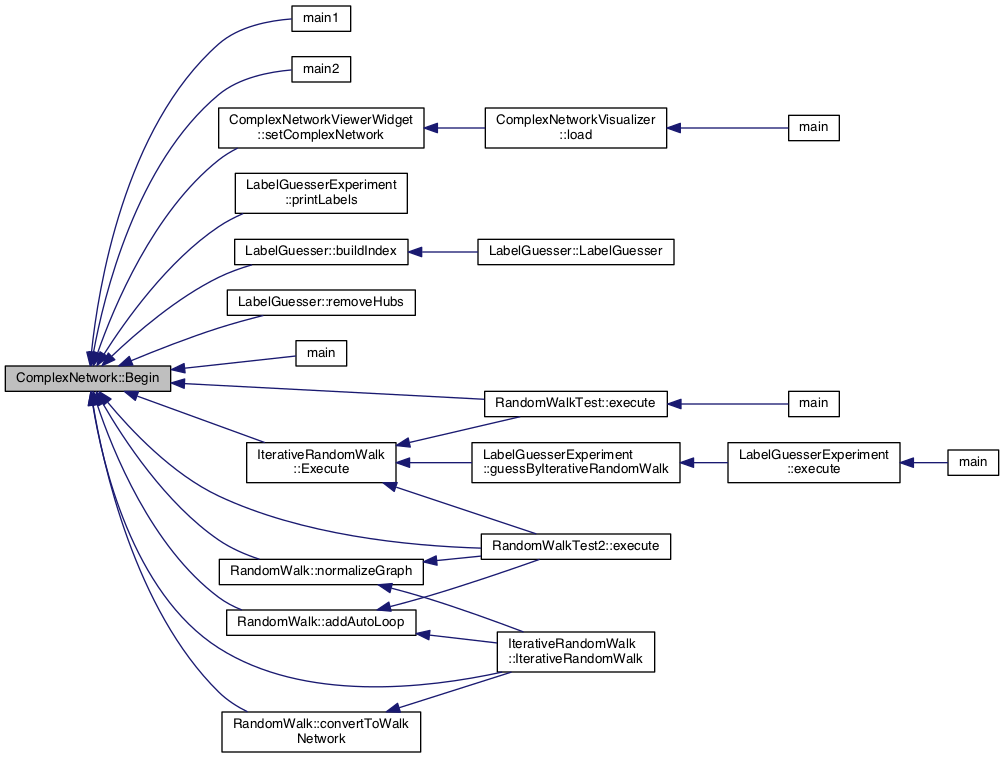 main1
main2
ComplexNetworkViewerWidget
::setComplexNetwork
ComplexNetworkVisualizer
::load
main
LabelGuesserExperiment
::printLabels
LabelGuesser::buildIndex
LabelGuesser::LabelGuesser
LabelGuesser::removeHubs
main
ComplexNetwork::Begin
RandomWalkTest::execute
main
IterativeRandomWalk
::Execute
LabelGuesserExperiment
::guessByIterativeRandomWalk
LabelGuesserExperiment
::execute
main
RandomWalkTest2::execute
RandomWalk::normalizeGraph
RandomWalk::addAutoLoop
IterativeRandomWalk
::IterativeRandomWalk
RandomWalk::convertToWalk
Network